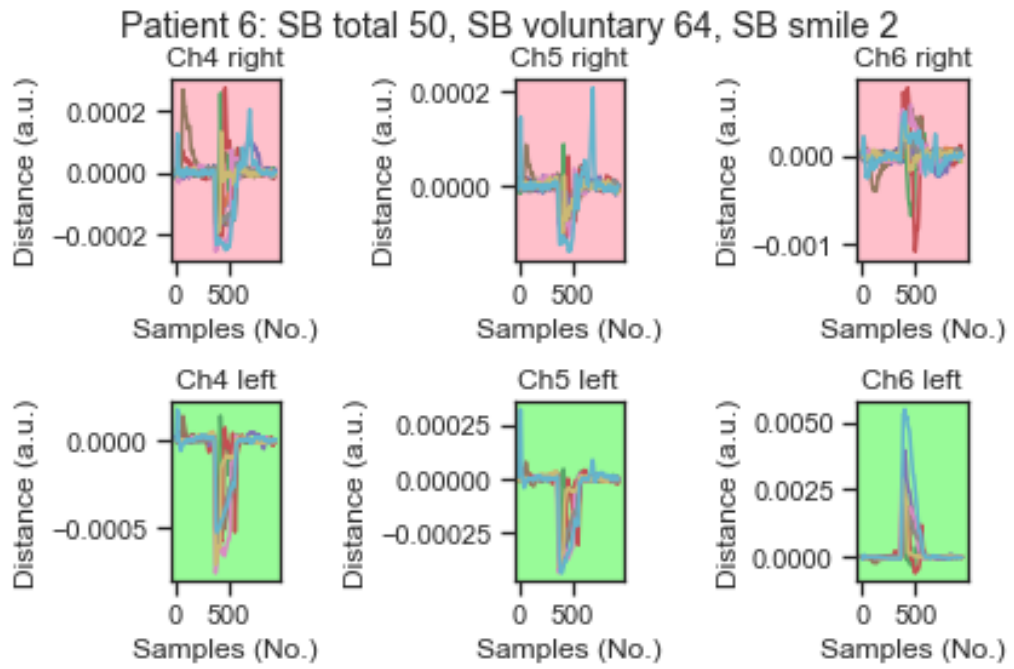 Patient 6: SB total 50, SB voluntary 64, SB smile 2
Ch4 right
Ch5 right
Ch6 right
Distance (a.u.)
0.0002
0.0000
−0.0002
0 500
Samples (No.)
Distance (a.u.)
0.0002
0.0000
0 500
Samples (No.)
Distance (a.u.)
0.000
−0.001
0 500
Samples (No.)
Ch4 left
Ch5 left
Ch6 left
Distance (a.u.)
0.0000
−0.0005
0 500
Samples (No.)
Distance (a.u.)
0.00025
0.00000
−0.00025
0 500
Samples (No.)
Distance (a.u.)
0.0050
0.0025
0.0000
0 500
Samples (No.)